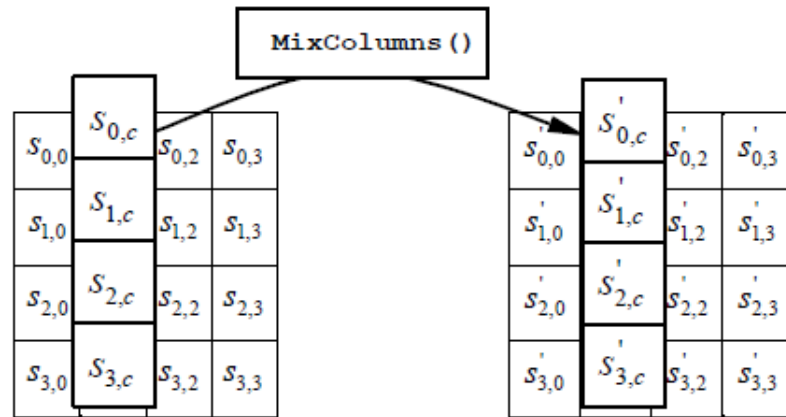 MixColumns()
s0,0 S0,c s0,2 s0,3 s'0,0 S'0,c s'0,2 s'0,3
s1,0 S1,c s1,2 s1,3 s'1,0 S'1,c s'1,2 s'1,3
s2,0 S2,c s2,2 s2,3 s'2,0 S'2,c s'2,2 s'2,3
s3,0 S3,c s3,2 s3,3 s'3,0 S'3,c s'3,2 s'3,3